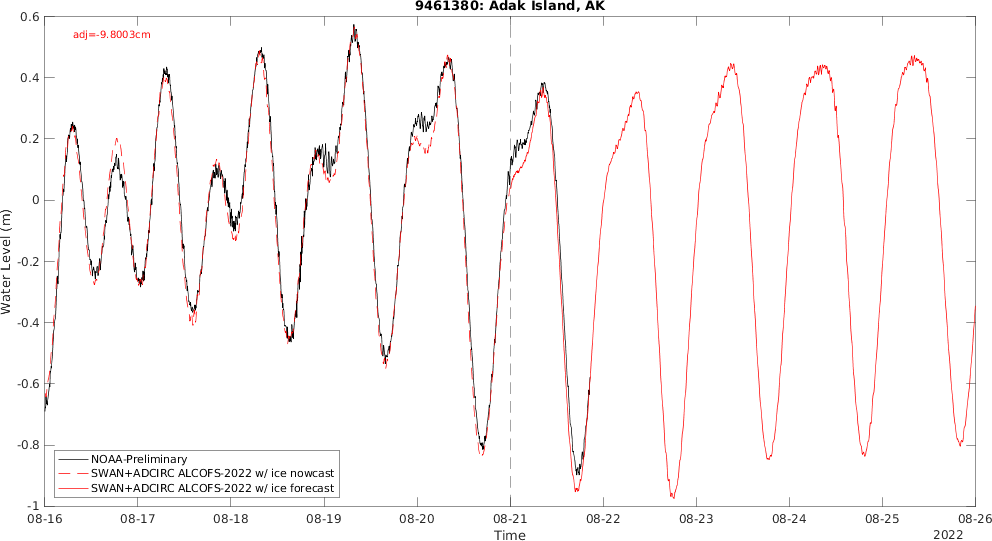 9461380: Adak Island, AK
adj=-9.8003cm
0.6
0.4
0.2
0
-0.2
-0.4
-0.6
-0.8
-1
Water Level (m)
NOAA-Preliminary
SWAN+ADCIRC ALCOFS-2022 w/ ice nowcast
SWAN+ADCIRC ALCOFS-2022 w/ ice forecast
08-16 08-17 08-18 08-19 08-20 08-21 08-22 08-23 08-24 08-25 08-26
Time
2022